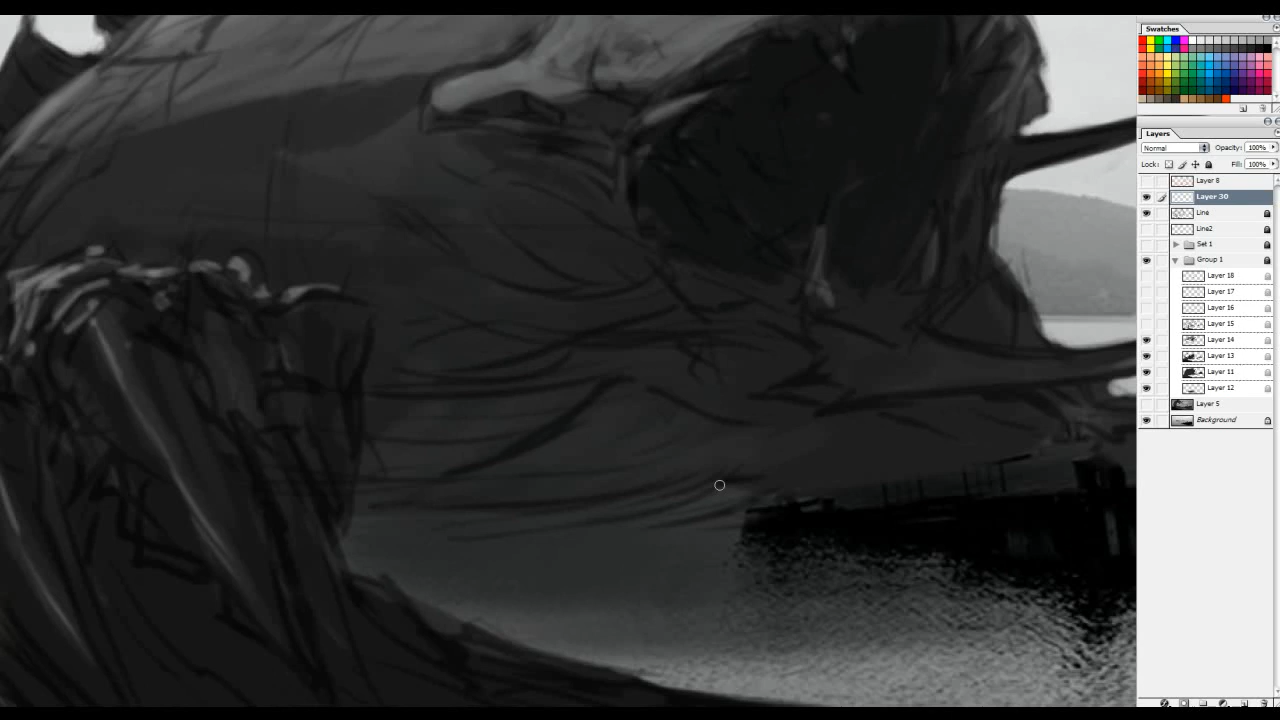 Swatches
Layers
Normal Opacity: 100%
Lock: Fill: 100%
Layer 8
Layer 30
Line
Line2
Set 1
Group 1
Layer 18
Layer 17
Layer 16
Layer 15
Layer 14
Layer 13
Layer 11
Layer 12
Layer 5
Background